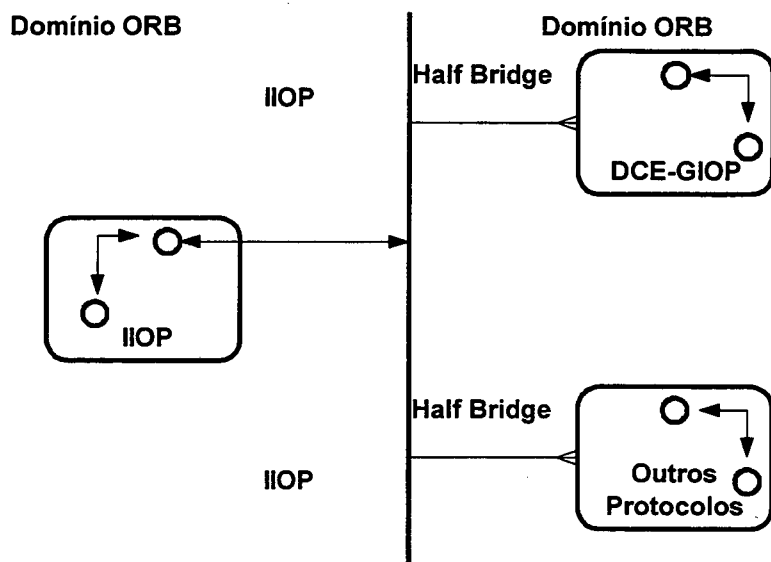 Domínio ORB
Domínio ORB
IIOP
Half Bridge
DCE-GIOP
IIOP
Half Bridge
IIOP
Outros
Protocolos